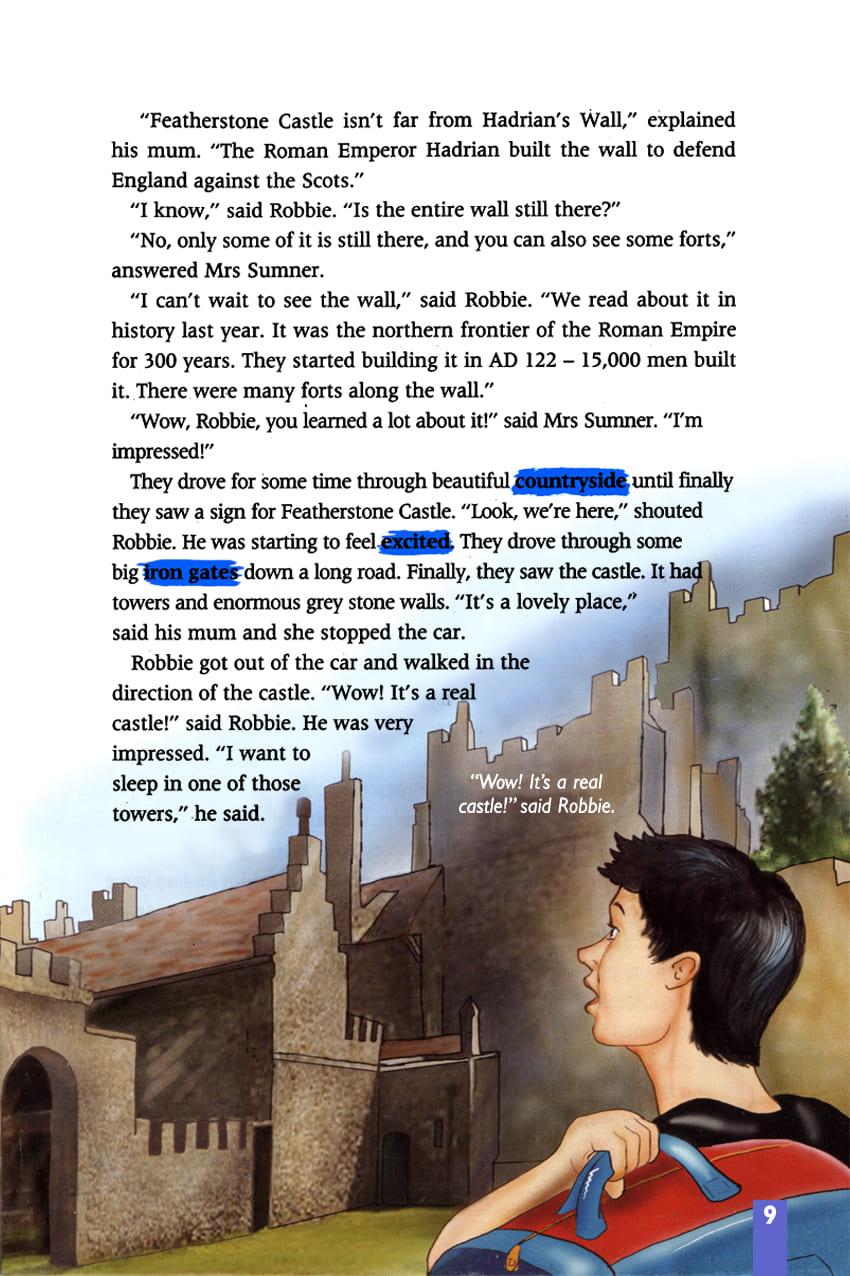 “Featherstone Castle isn’t far from Hadrian’s Wall,” explained
his mum. “The Roman Emperor Hadrian built the wall to defend
England against the Scots.”
“I know,” said Robbie. “Is the entire wall still there?”
“No, only some of it is still there, and you can also see some forts,”
answered Mrs Sumner.
“I can’t wait to see the wall,” said Robbie. “We read about it in
history last year. It was the northern frontier of the Roman Empire
for 300 years. They started building it in AD 122 – 15,000 men built
it. There were many forts along the wall.”
“Wow, Robbie, you learned a lot about it!” said Mrs Sumner. “I’m
impressed!”
They drove for some time through beautiful countryside until finally
they saw a sign for Featherstone Castle. “Look, we’re here,” shouted
Robbie. He was starting to feel excited. They drove through some
big iron gates down a long road. Finally, they saw the castle. It had
towers and enormous grey stone walls. “It’s a lovely place,”
said his mum and she stopped the car.
Robbie got out of the car and walked in the
direction of the castle. “Wow! It’s a real
castle!” said Robbie. He was very
impressed. “I want to
sleep in one of those
towers,” he said.
“Wow! It’s a real
castle!” said Robbie.
9